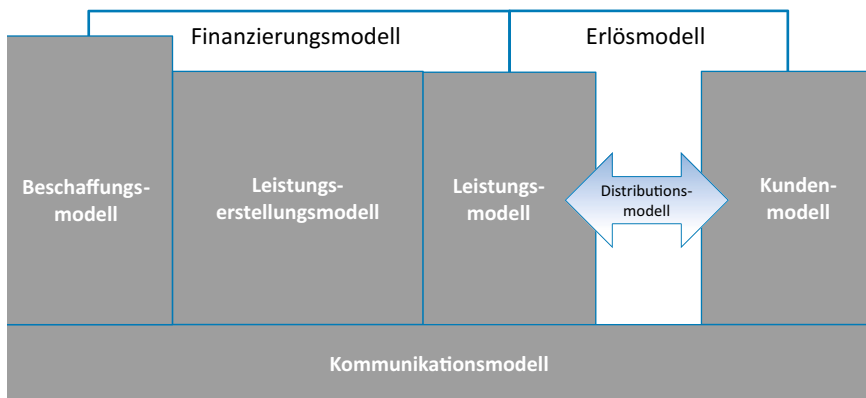 Finanzierungsmodell
Erlösmodell
Beschaffungs-
modell
Leistungs-
erstellungsmodell
Leistungs-
modell
Distributions-
modell
Kunden-
modell
Kommunikationsmodell